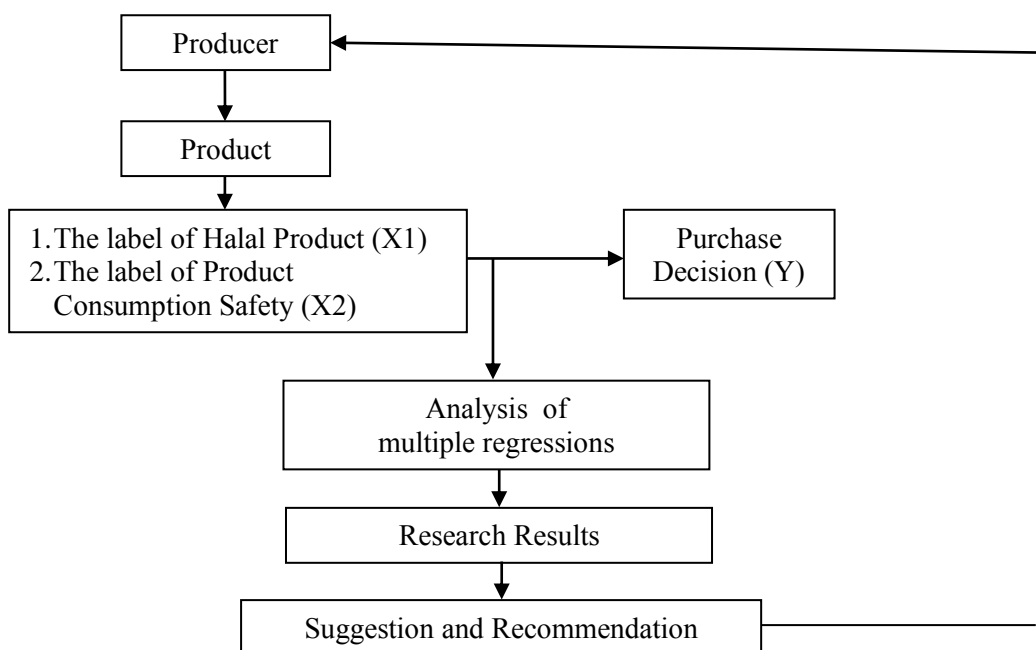 Producer
Product
1.The label of Halal Product (X1)
2.The label of Product
Consumption Safety (X2)
Purchase
Decision (Y)
Analysis of
multiple regressions
Research Results
Suggestion and Recommendation